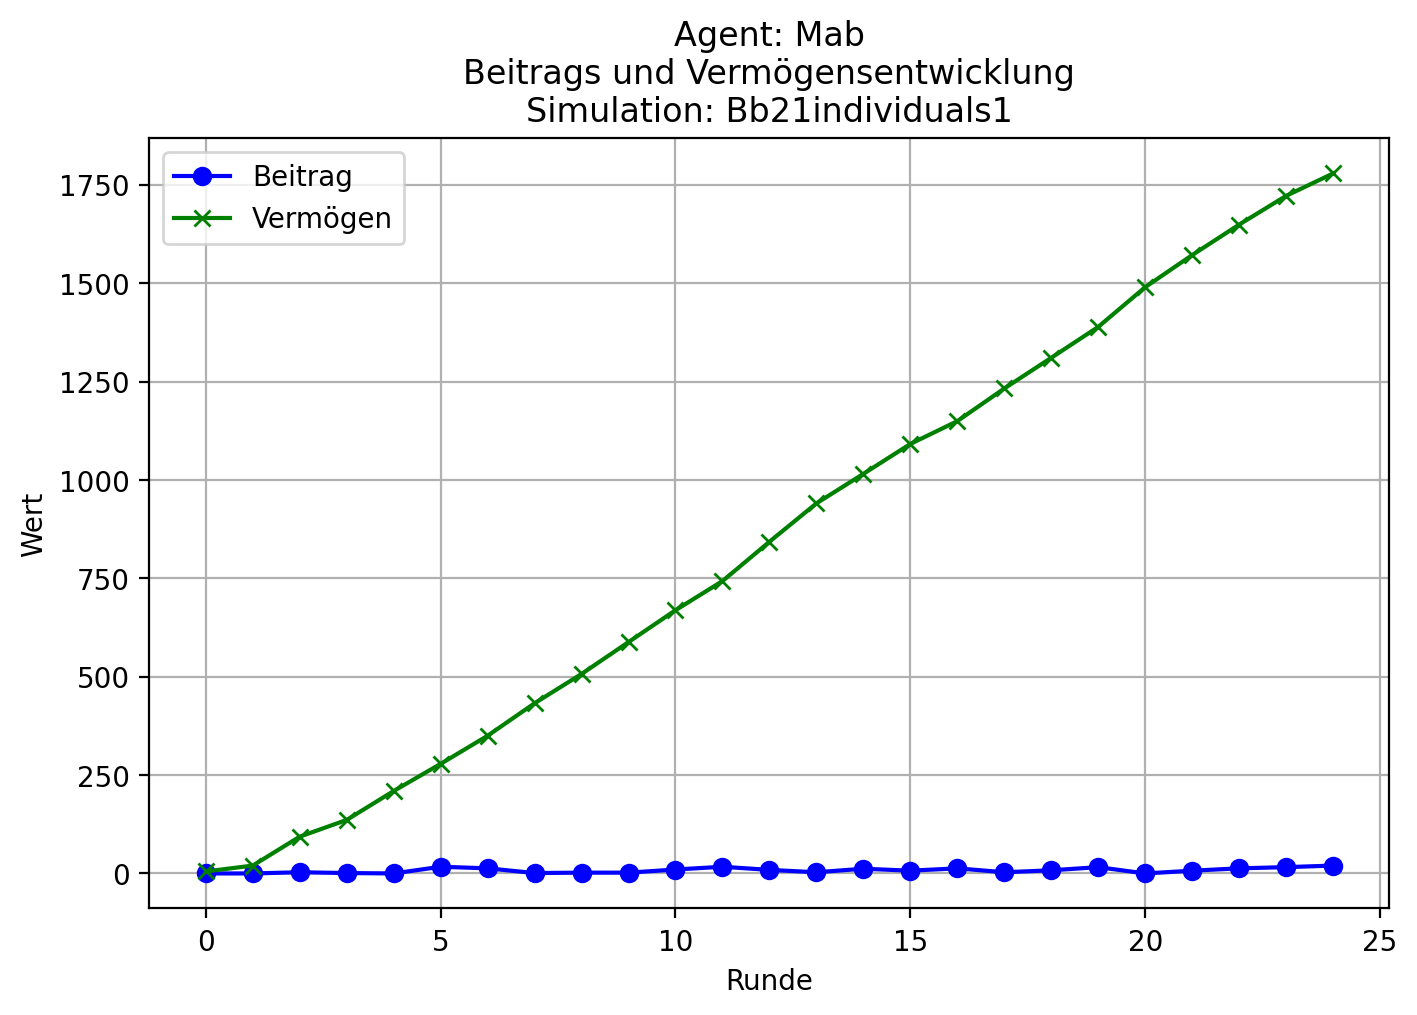 Agent: Mab
Beitrags und Vermögensentwicklung
Simulation: Bb21individuals1
Beitrag
Vermögen
1750
1500
1250
1000
750
500
250
0
Wert
0 5 10 15 20 25
Runde